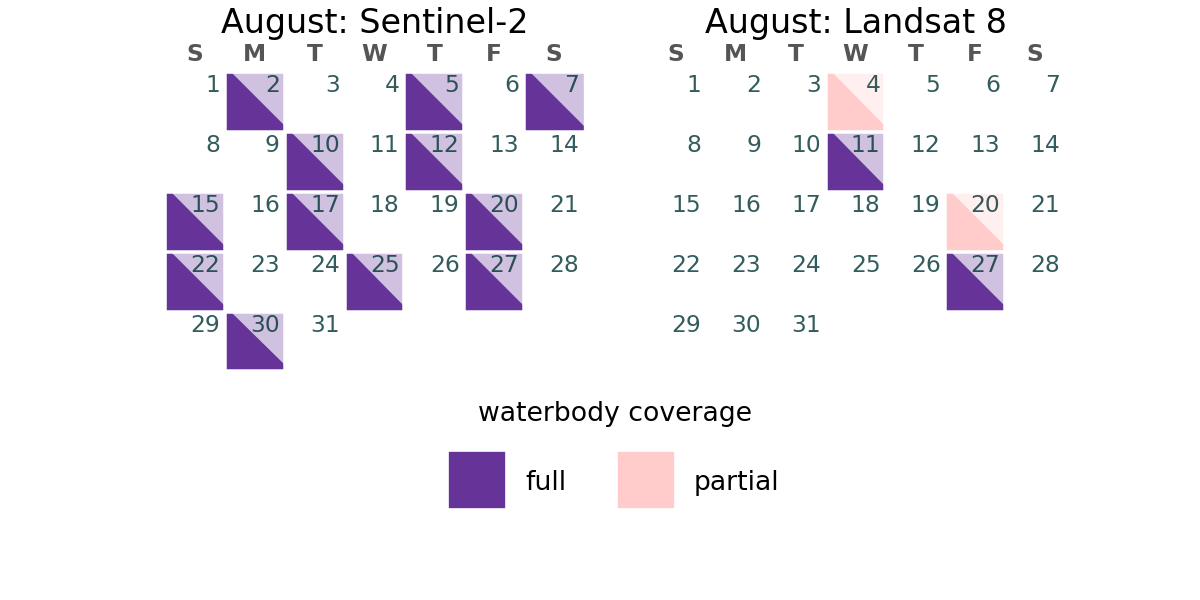 August: Sentinel-2
S M T W T F S
1 2 3 4 5 6 7
8 9 10 11 12 13 14
15 16 17 18 19 20 21
22 23 24 25 26 27 28
29 30 31
August: Landsat 8
S M T W T F S
1 2 3 4 5 6 7
8 9 10 11 12 13 14
15 16 17 18 19 20 21
22 23 24 25 26 27 28
29 30 31
waterbody coverage
full
partial